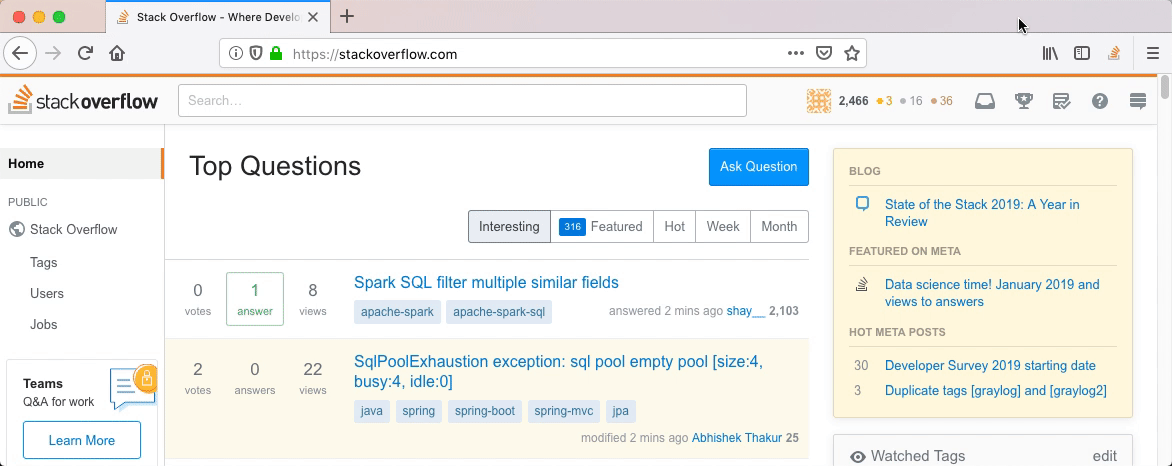 Stack Overflow - Where Develo
https://stackoverflow.com
stackoverflow
Search...
2,466 3 16 36
Home
PUBLIC
Stack Overflow
Tags
Users
Jobs
Teams
Q&A for work
Learn More
Top Questions
Ask Question
Interesting
316 Featured
Hot
Week
Month
0 votes
1 answer
8 views
Spark SQL filter multiple similar fields
apache-spark apache-spark-sql
answered 2 mins ago shay__ 2,103
2 votes
0 answers
22 views
SqlPoolExhaustion exception: sql pool empty pool [size:4,
busy:4, idle:0]
java spring spring-boot spring-mvc jpa
modified 2 mins ago Abhishek Thakur 25
BLOG
State of the Stack 2019: A Year in
Review
FEATURED ON META
Data science time! January 2019 and
views to answers
HOT META POSTS
30 Developer Survey 2019 starting date
3 Duplicate tags [graylog] and [graylog2]
Watched Tags edit